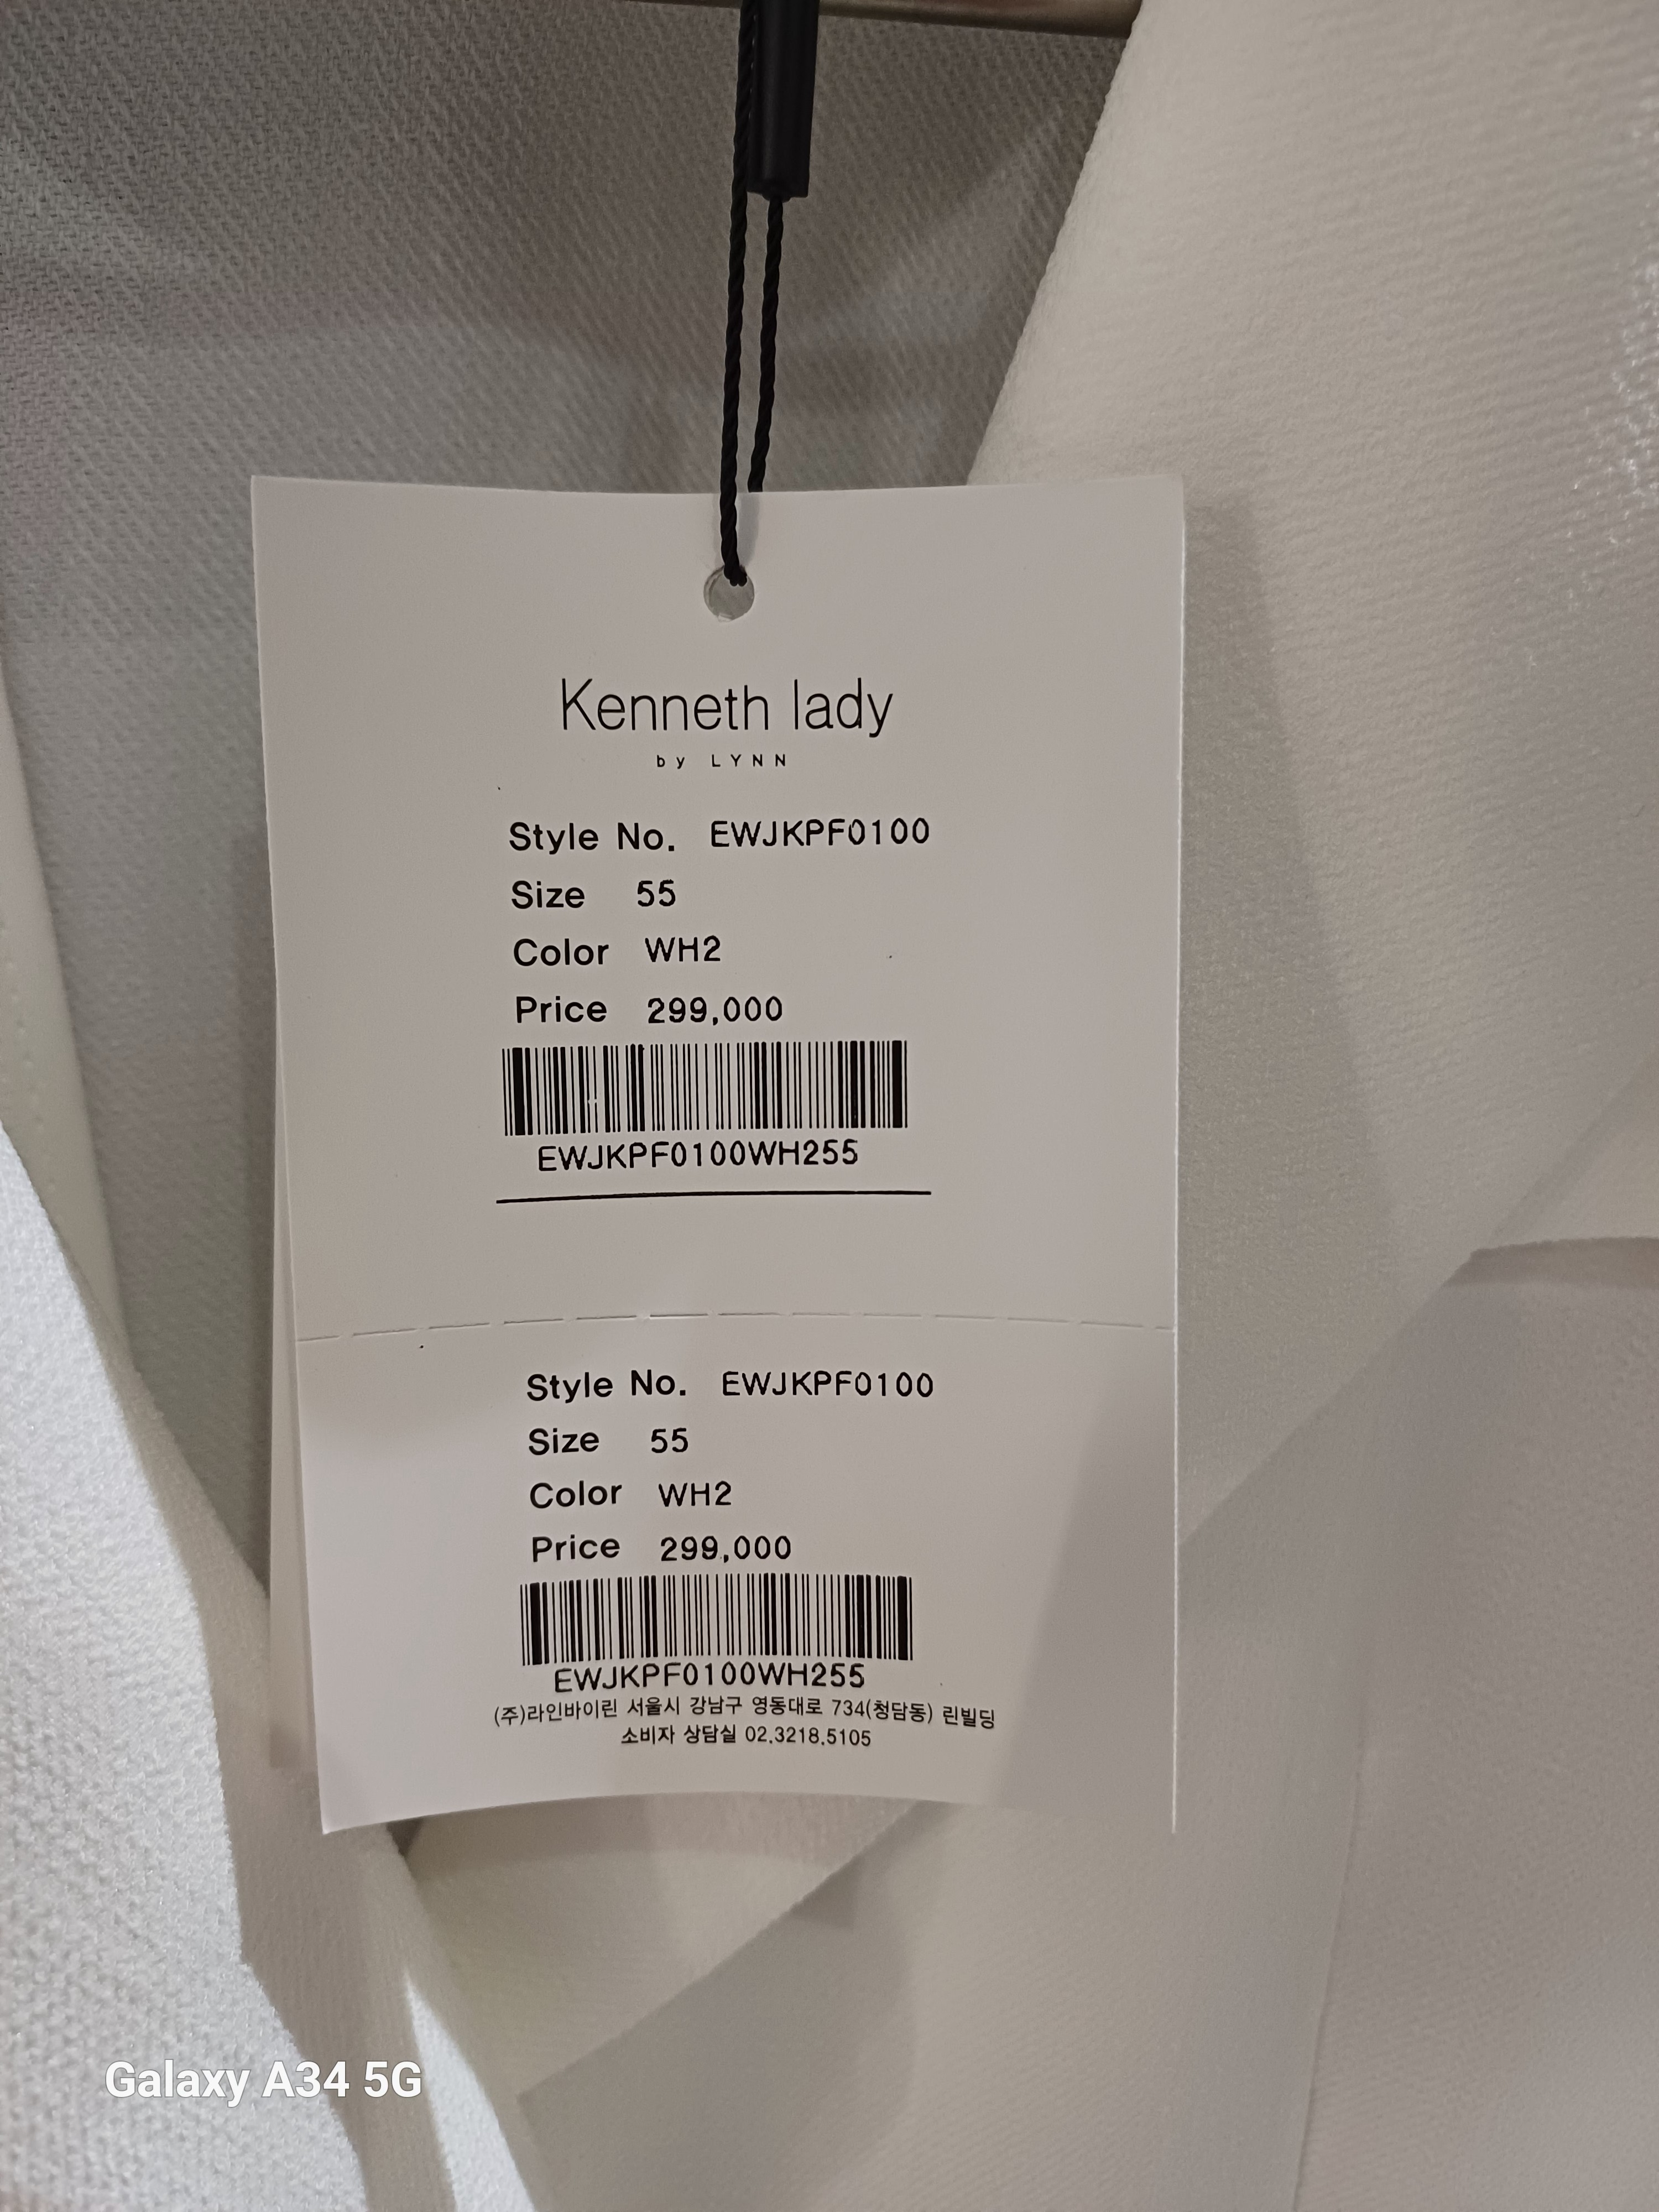 Kenneth lady
by LYNN
Style No. EWJKPF0100
Size 55
Color WH2
Price 299,000
EWJKPF0100WH255
Style No. EWJKPF0100
Size 55
Color WH2
Price 299,000
EWJKPF0100WH255
(주)라인바이린 서울시 강남구 영동대로 734(청담동) 린빌딩
소비자 상담실 02.3218.5105
Galaxy A34 5G